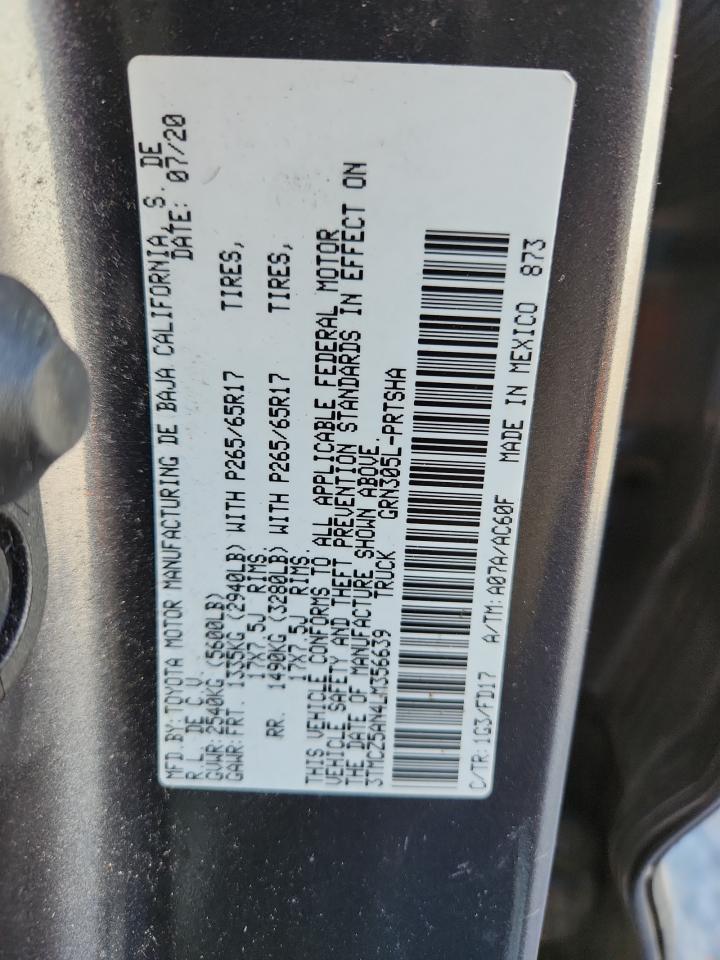 MFD.BY:TOYOTA MOTOR MANUFACTURING DE BAJA CALIFORNIA, S. DE
R.L. DE C.V. DATE: 07/20
GVWR:2540KG (5600LB)
GAWR:FRT. 1335KG (2940LB) WITH P265/65R17 TIRES,
17X7.5J RIMS.
RR. 1490KG (3280LB) WITH P265/65R17 TIRES,
17X7.5J RIMS.
THIS VEHICLE CONFORMS TO ALL APPLICABLE FEDERAL MOTOR
VEHICLE SAFETY AND THEFT PREVENTION STANDARDS IN EFFECT ON
THE DATE OF MANUFACTURE SHOWN ABOVE.
3TMCZ5AN4LM356639 TRUCK GRN305L-PRTSHA
C/TR:1G3/FD17 A/TM:A07A/AC60F MADE IN MEXICO 873